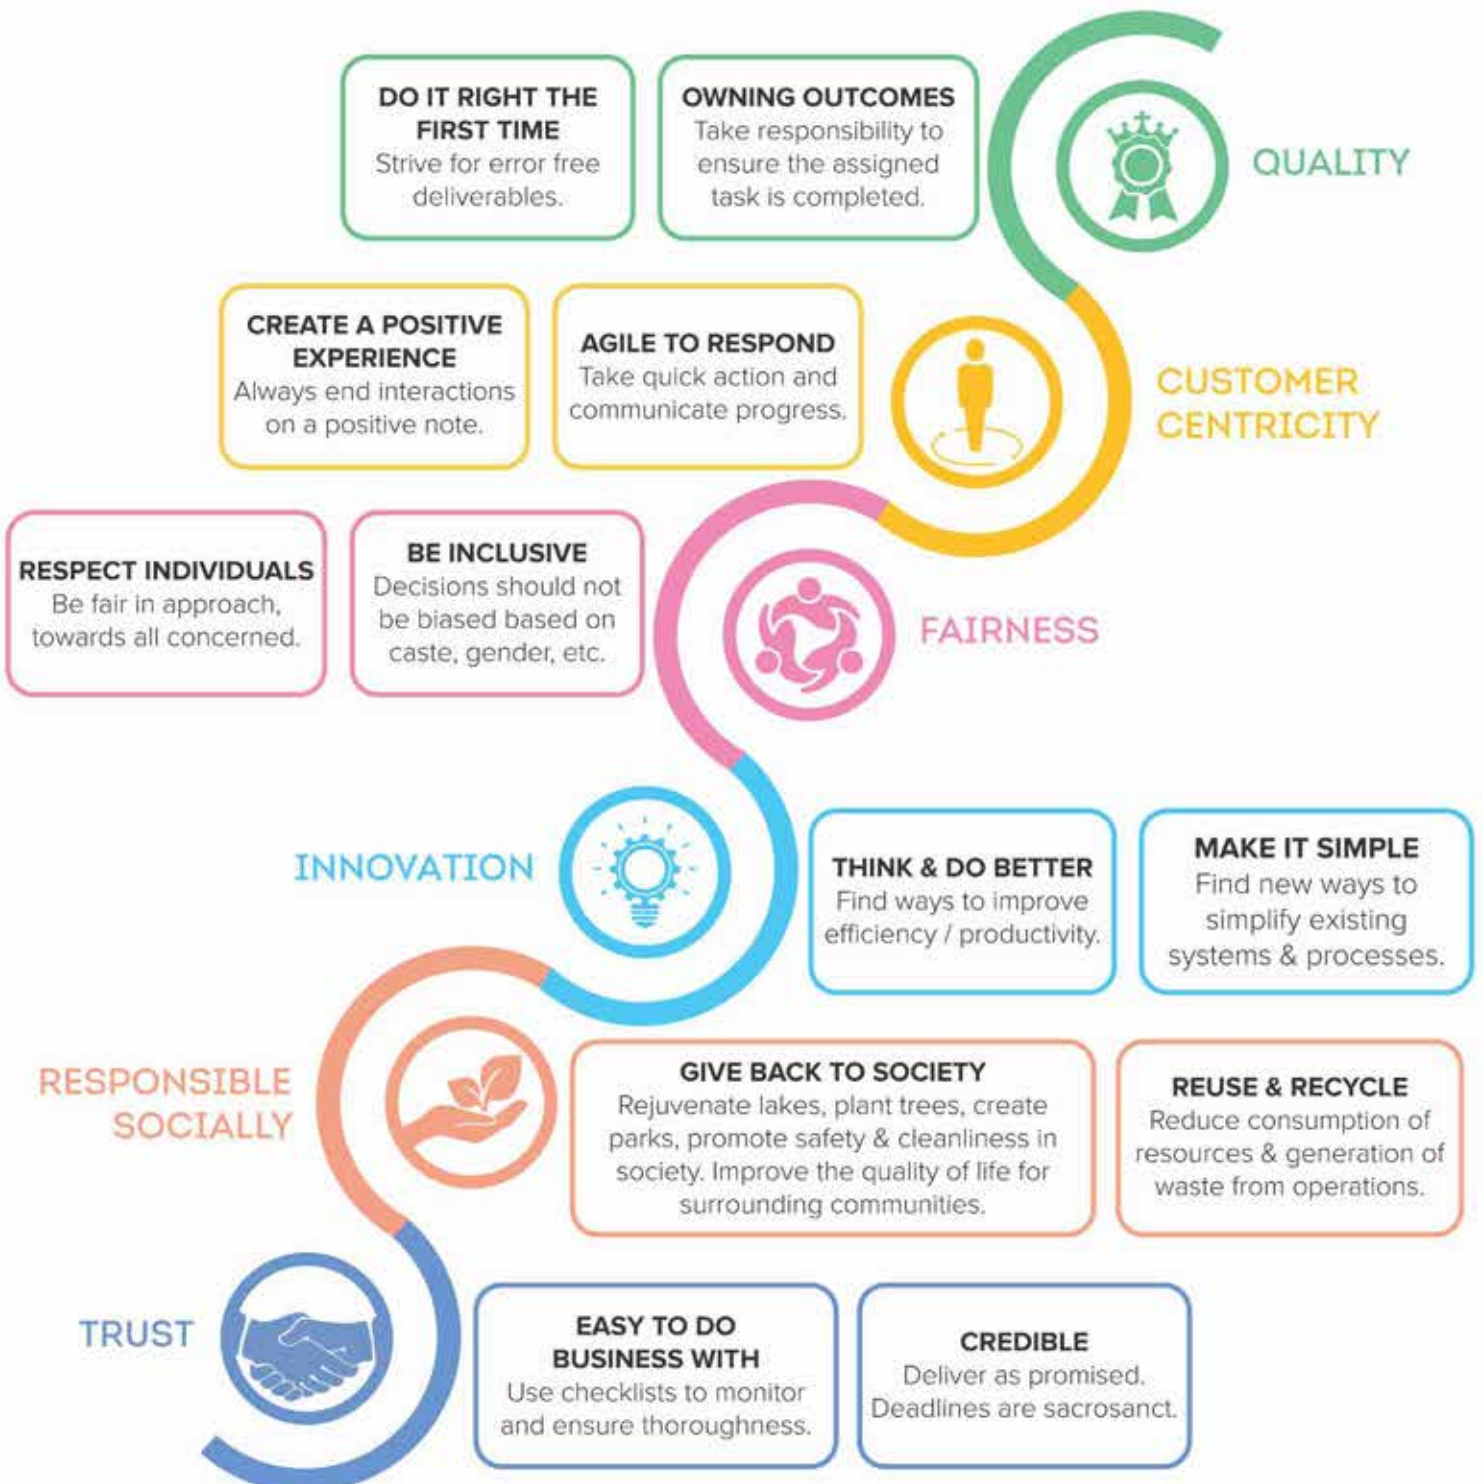 DO IT RIGHT THE
FIRST TIME
Strive for error free
deliverables.
OWNING OUTCOMES
Take responsibility to
ensure the assigned
task is completed.
QUALITY
CREATE A POSITIVE
EXPERIENCE
Always end interactions
on a positive note.
AGILE TO RESPOND
Take quick action and
communicate progress.
CUSTOMER
CENTRICITY
RESPECT INDIVIDUALS
Be fair in approach,
towards all concerned.
BE INCLUSIVE
Decisions should not
be biased based on
caste, gender, etc.
FAIRNESS
INNOVATION
THINK & DO BETTER
Find ways to improve
efficiency / productivity.
MAKE IT SIMPLE
Find new ways to
simplify existing
systems & processes.
RESPONSIBLE
SOCIALLY
GIVE BACK TO SOCIETY
Rejuvenate lakes, plant trees, create
parks, promote safety & cleanliness in
society. Improve the quality of life for
surrounding communities.
REUSE & RECYCLE
Reduce consumption of
resources & generation of
waste from operations.
TRUST
EASY TO DO
BUSINESS WITH
Use checklists to monitor
and ensure thoroughness.
CREDIBLE
Deliver as promised.
Deadlines are sacrosanct.